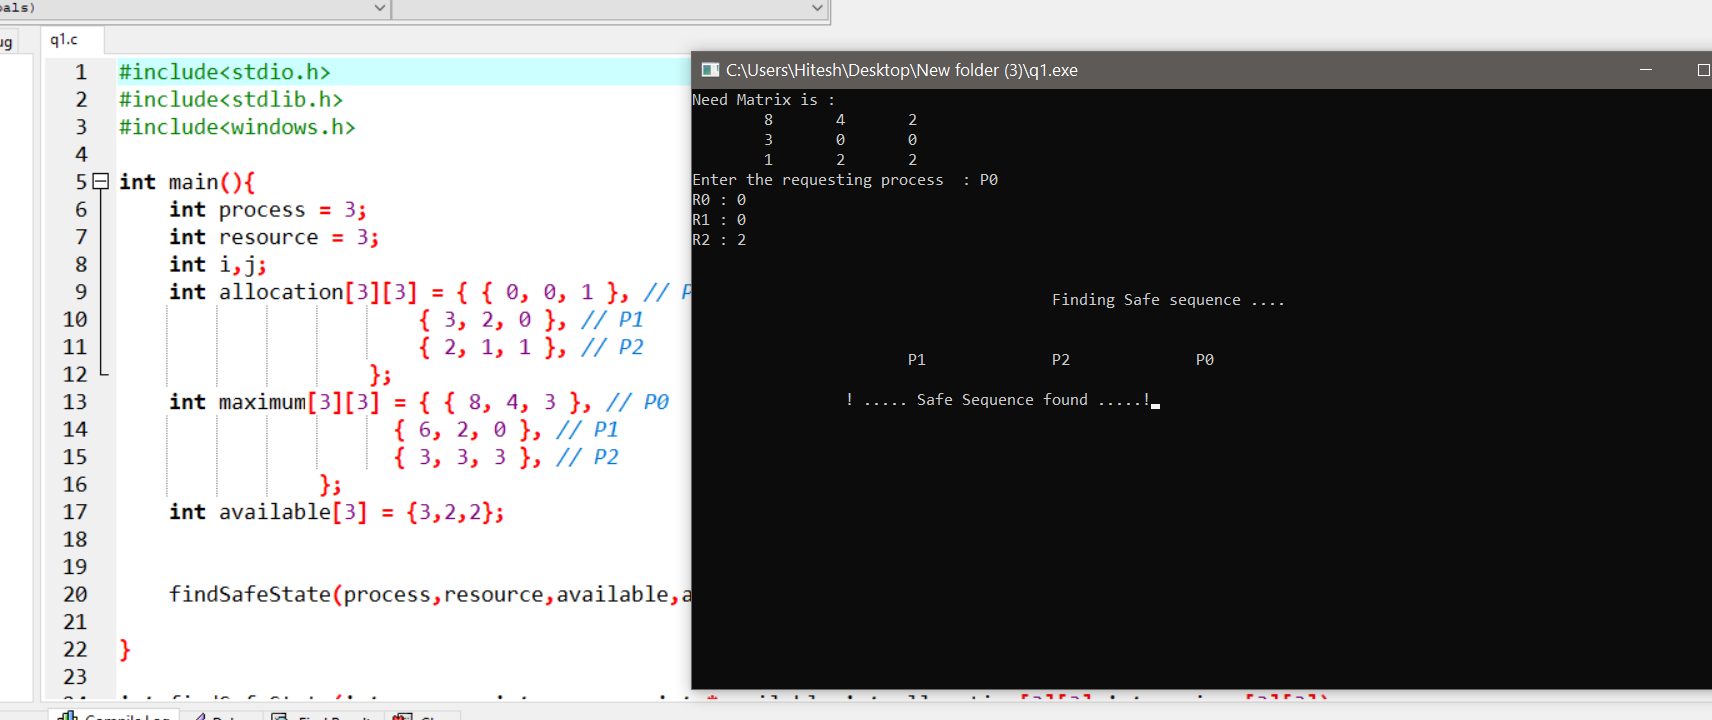 q1.c
1 #include<stdio.h>
2 #include<stdlib.h>
3 #include<windows.h>
4
5 int main(){
6 int process = 3;
7 int resource = 3;
8 int i,j;
9 int allocation[3][3] = { { 0, 0, 1 }, //
10 { 3, 2, 0 }, // P1
11 { 2, 1, 1 }, // P2
12 };
13 int maximum[3][3] = { { 8, 4, 3 }, // P0
14 { 6, 2, 0 }, // P1
15 { 3, 3, 3 }, // P2
16 };
17 int available[3] = {3,2,2};
18
19
20 findSafeState(process,resource,available,a
21
22 }
23
C:\Users\Hitesh\Desktop\New folder (3)\q1.exe
Need Matrix is :
8 4 2
3 0 0
1 2 2
Enter the requesting process : P0
R0 : 0
R1 : 0
R2 : 2
Finding Safe sequence ....
P1 P2 P0
! ..... Safe Sequence found .....!